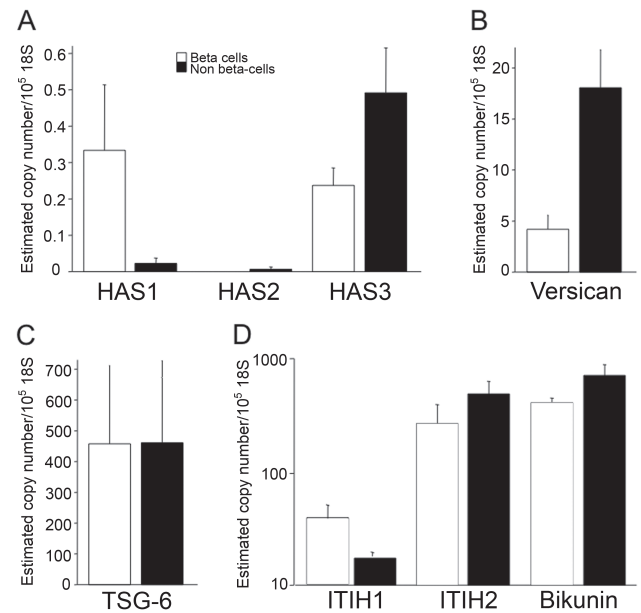 A
Estimated copy number/10⁵ 18S
0.6
0.5
0.4
0.3
0.2
0.1
0
Beta cells
Non beta-cells
HAS1 HAS2 HAS3
B
Estimated copy number/10⁵ 18S
20
15
10
5
0
Versican
C
Estimated copy number/10⁵ 18S
700
600
500
400
300
200
100
0
TSG-6
D
Estimated copy number/10⁵ 18S
1000
100
10
ITIH1 ITIH2 Bikunin